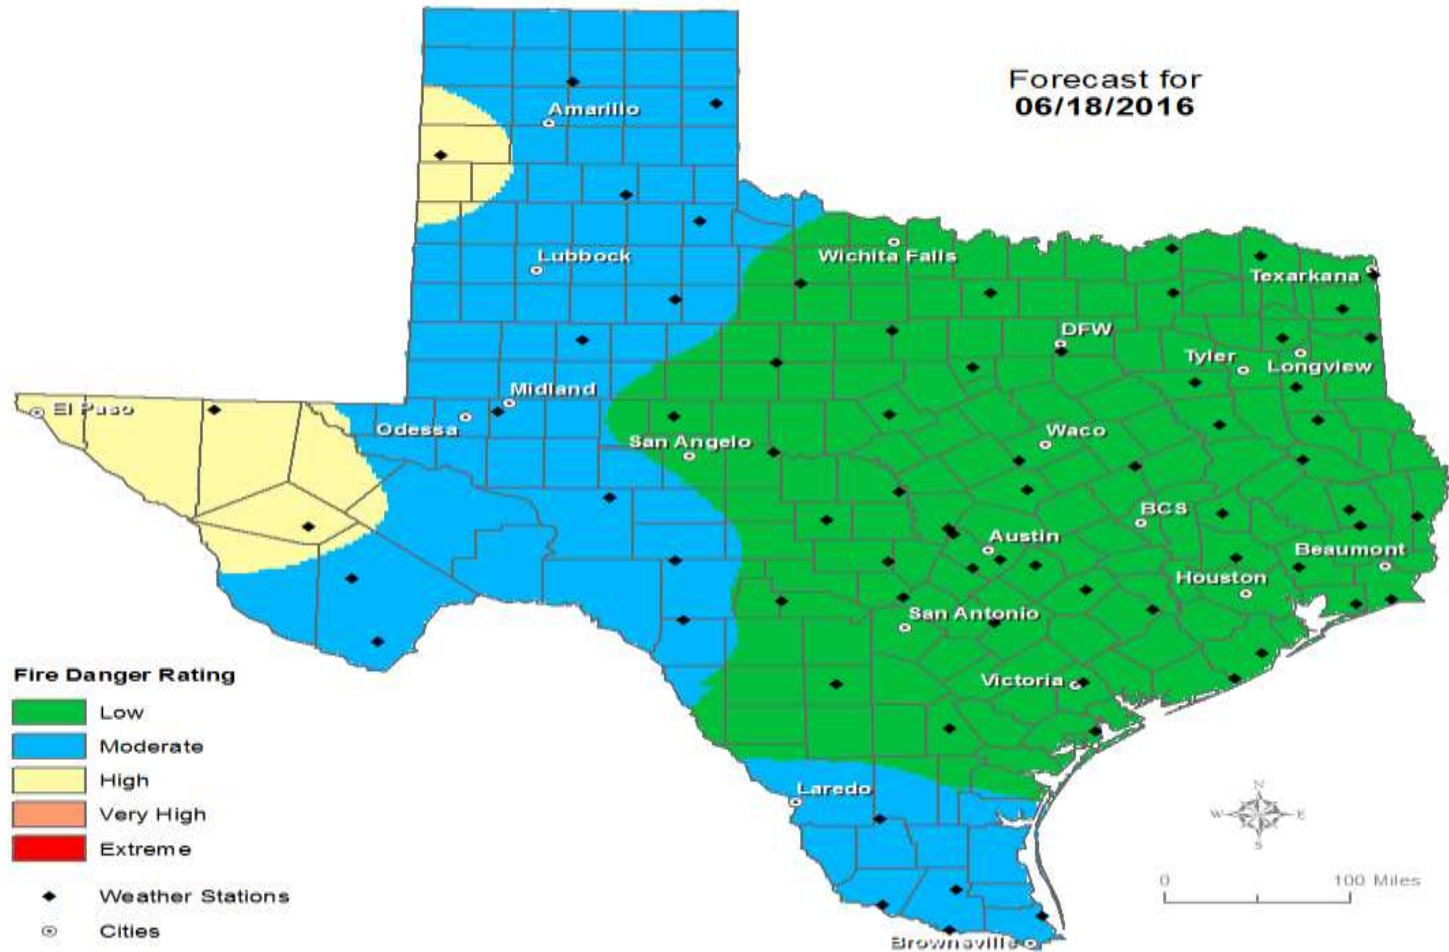 Forecast for
06/18/2016
Amarillo
Lubbock
Wichita Falls
Texarkana
DFW
Tyler
Longview
Midland
El Paso
Odessa
San Angelo
Waco
BCS
Austin
Beaumont
Houston
San Antonio
Victoria
Laredo
Brownsville
Fire Danger Rating
Low
Moderate
High
Very High
Extreme
Weather Stations
Cities
N
W E
S
0 100 Miles